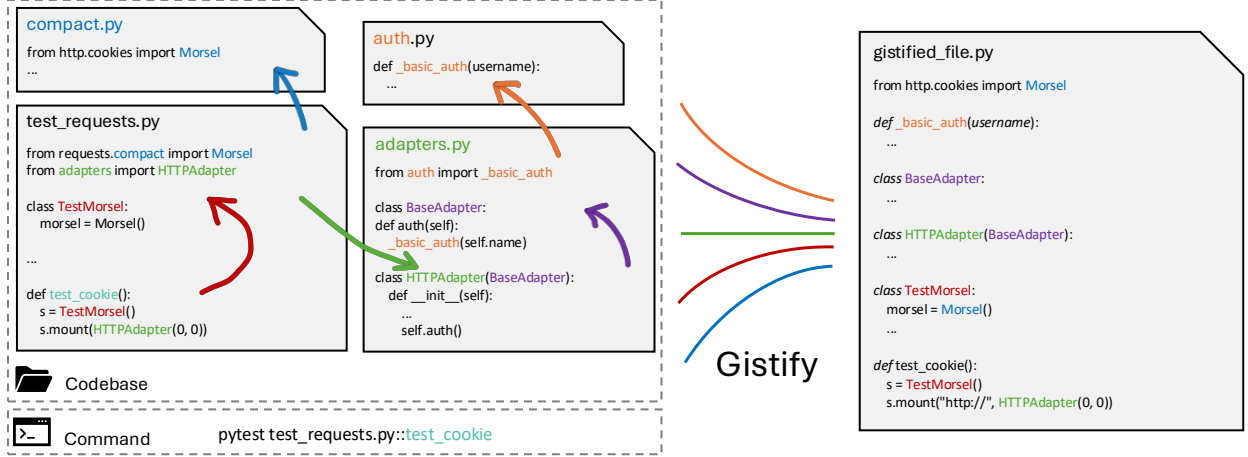 compact.py
from http.cookies import Morsel
...
auth.py
def _basic_auth(username):
...
test_requests.py
from requests.compact import Morsel
from adapters import HTTPAdapter
class TestMorsel:
morsel = Morsel()
...
def test_cookie():
s = TestMorsel()
s.mount(HTTPAdapter(0, 0))
adapters.py
from auth import _basic_auth
class BaseAdapter:
def auth(self):
_basic_auth(self.name)
class HTTPAdapter(BaseAdapter):
def __init__(self):
...
self.auth()
Codebase
Command
pytest test_requests.py::test_cookie
Gistify
gistified_file.py
from http.cookies import Morsel
def _basic_auth(username):
...
class BaseAdapter:
...
class HTTPAdapter(BaseAdapter):
...
class TestMorsel:
morsel = Morsel()
...
def test_cookie():
s = TestMorsel()
s.mount("http://", HTTPAdapter(0, 0))